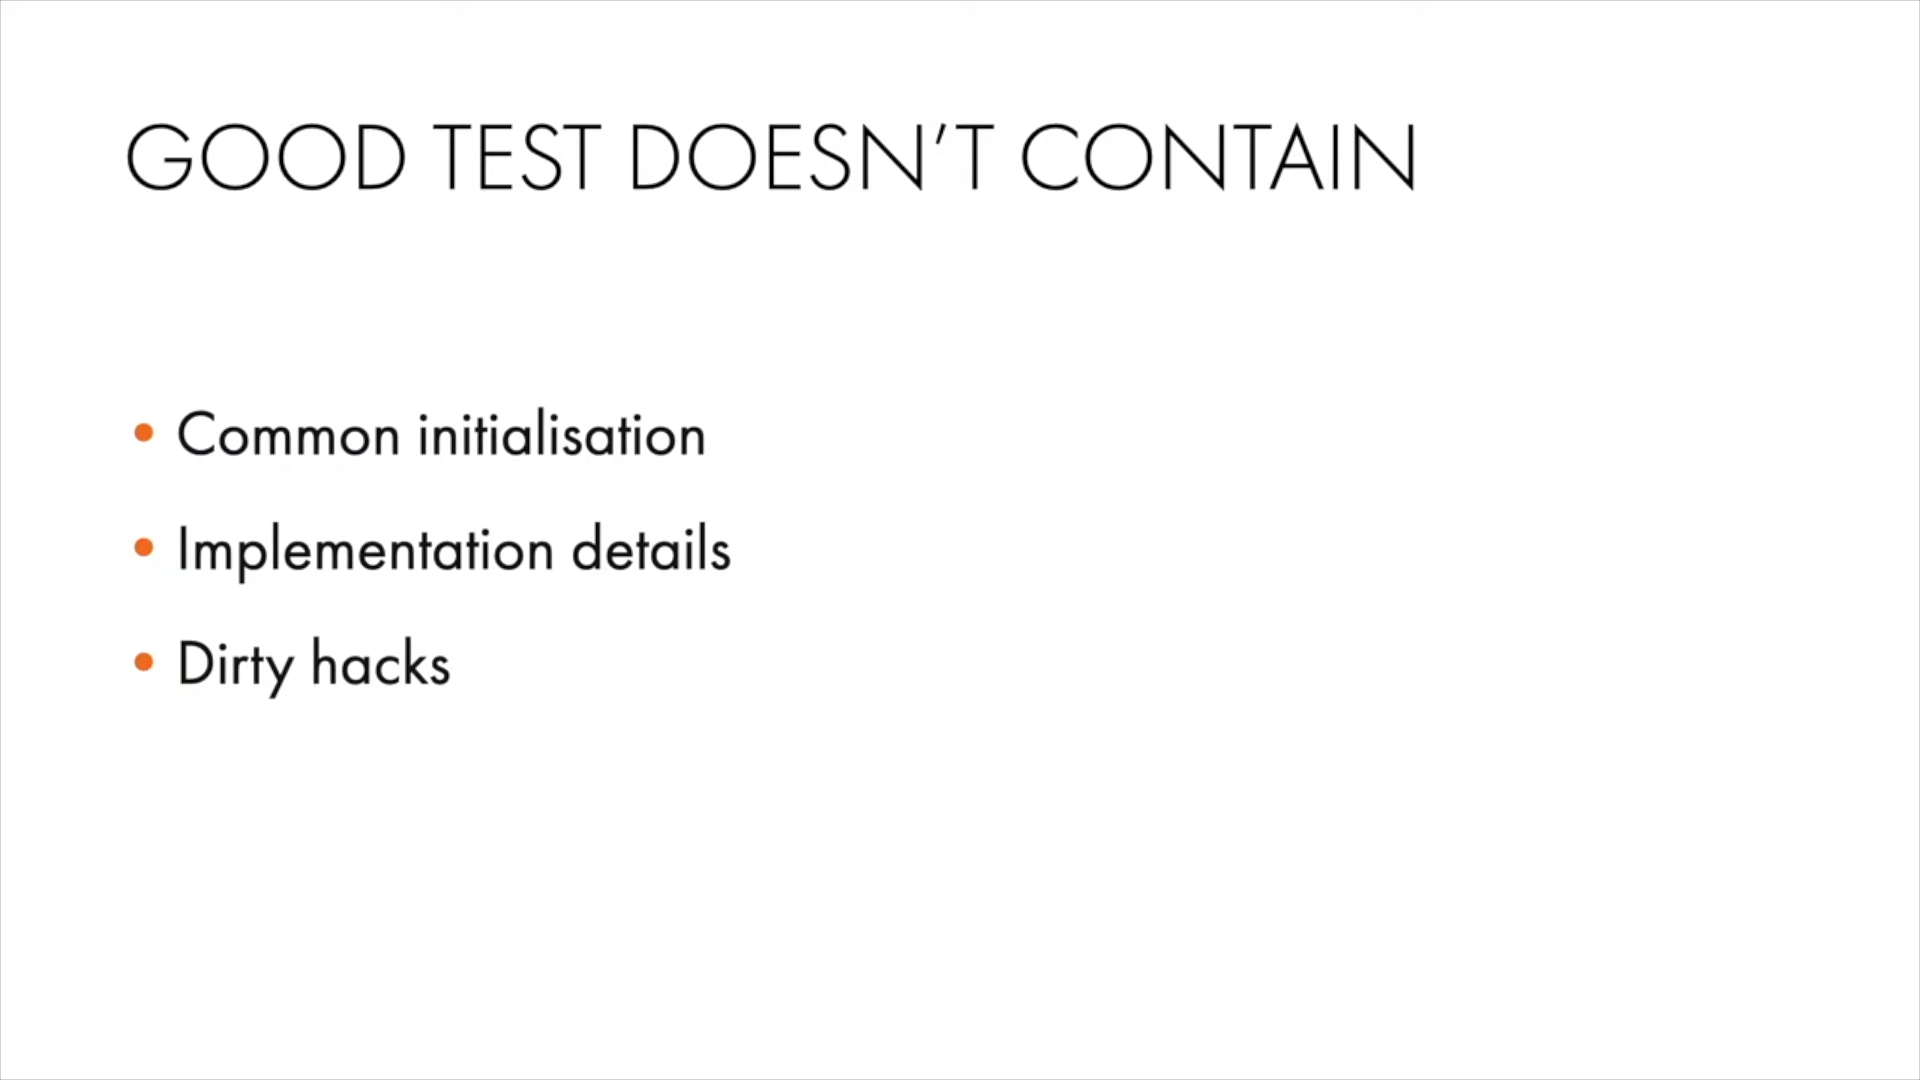 GOOD TEST DOESN’T CONTAIN
• Common initialisation
• Implementation details
• Dirty hacks